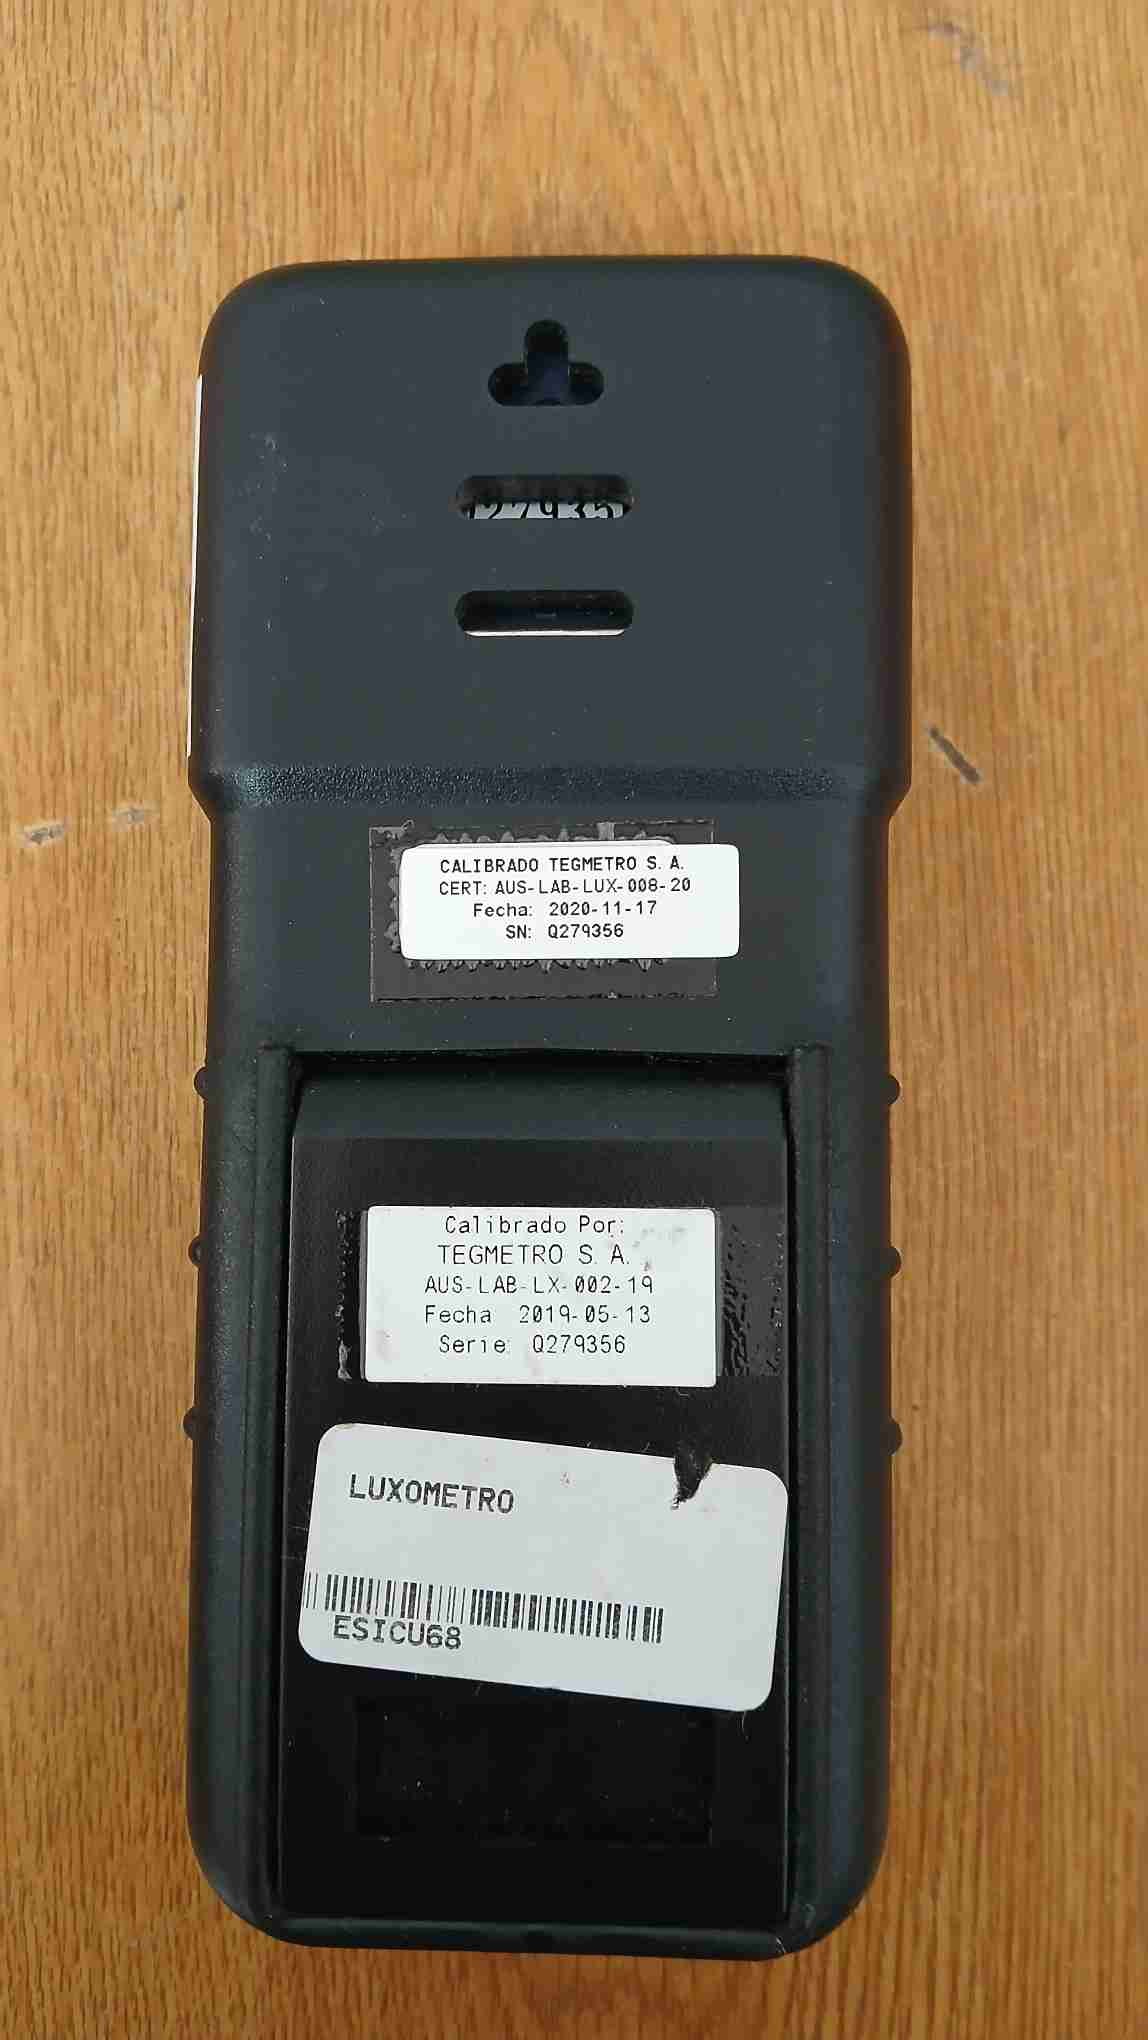 CALIBRADO TEGMETRO S. A.
CERT: AUS-LAB-LUX-008-20
Fecha: 2020-11-17
SN: Q279356
Calibrado Por:
TEGMETRO S. A.
AUS-LAB-LX-002-19
Fecha 2019-05-13
Serie: Q279356
LUXOMETRO
ESICU68